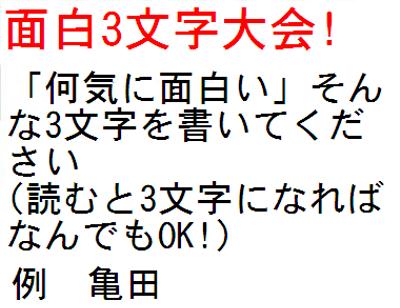 面白3文字大会!
「何気に面白い」そん
な3文字を書いてくだ
さい
(読むと3文字になれば
なんでもOK!)
例　亀田